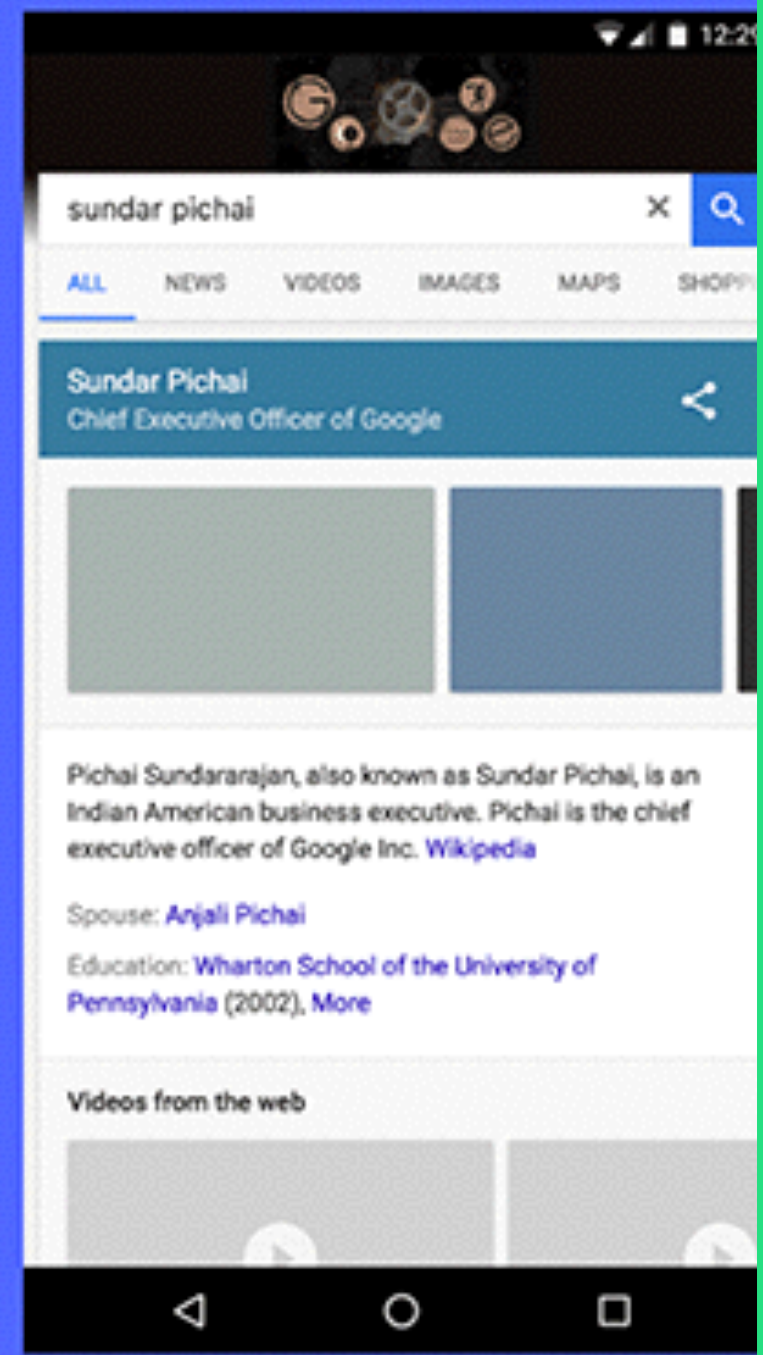 12:29
sundar pichai
ALL NEWS VIDEOS IMAGES MAPS
Sundar Pichai
Chief Executive Officer of Google
Pichai Sundararajan, also known as Sundar Pichai, is an
Indian American business executive. Pichai is the chief
executive officer of Google Inc. Wikipedia
Spouse: Anjali Pichai
Education: Wharton School of the University of
Pennsylvania (2002), More
Videos from the web